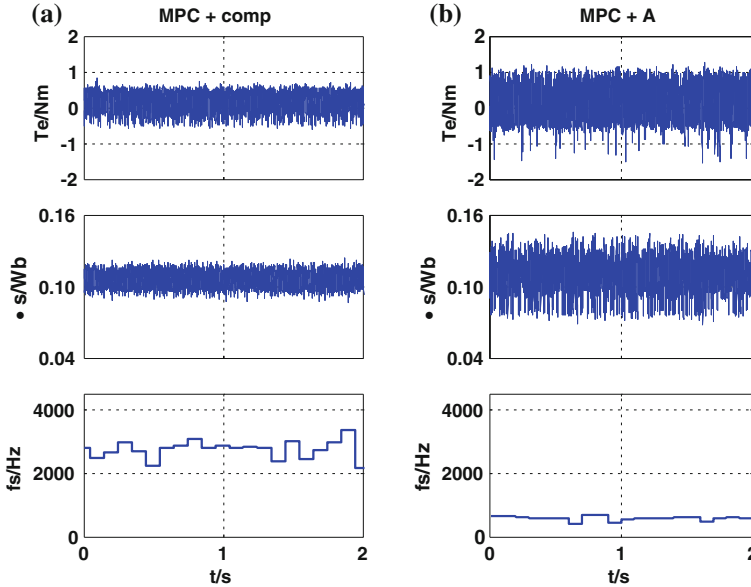 (a) MPC + comp
2
1
0
-1
-2
Te/Nm
0.16
0.10
0.04
• s/Wb
4000
2000
0
fs/Hz
0 1 2
t/s
(b) MPC + A
2
1
0
-1
-2
Te/Nm
0.16
0.10
0.04
• s/Wb
4000
2000
0
fs/Hz
0 1 2
t/s